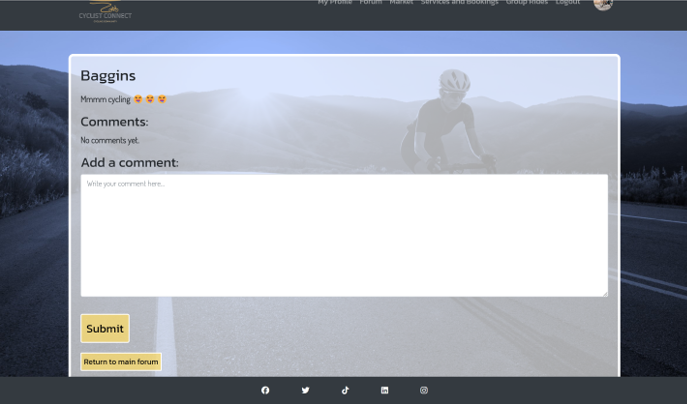 CYCLIST CONNECT
My Profile Forum Market Services and Bookings Group Rides Logout
Baggins
Mmmm cycling 😍 😍 😍
Comments:
No comments yet.
Add a comment:
Write your comment here...
Submit
Return to main forum